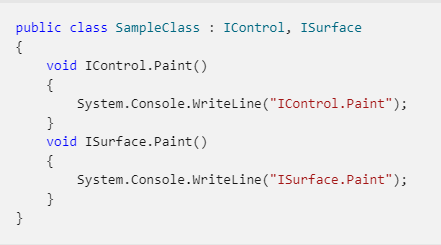 public class SampleClass : IControl, ISurface
{
    void IControl.Paint()
    {
        System.Console.WriteLine("IControl.Paint");
    }
    void ISurface.Paint()
    {
        System.Console.WriteLine("ISurface.Paint");
    }
}